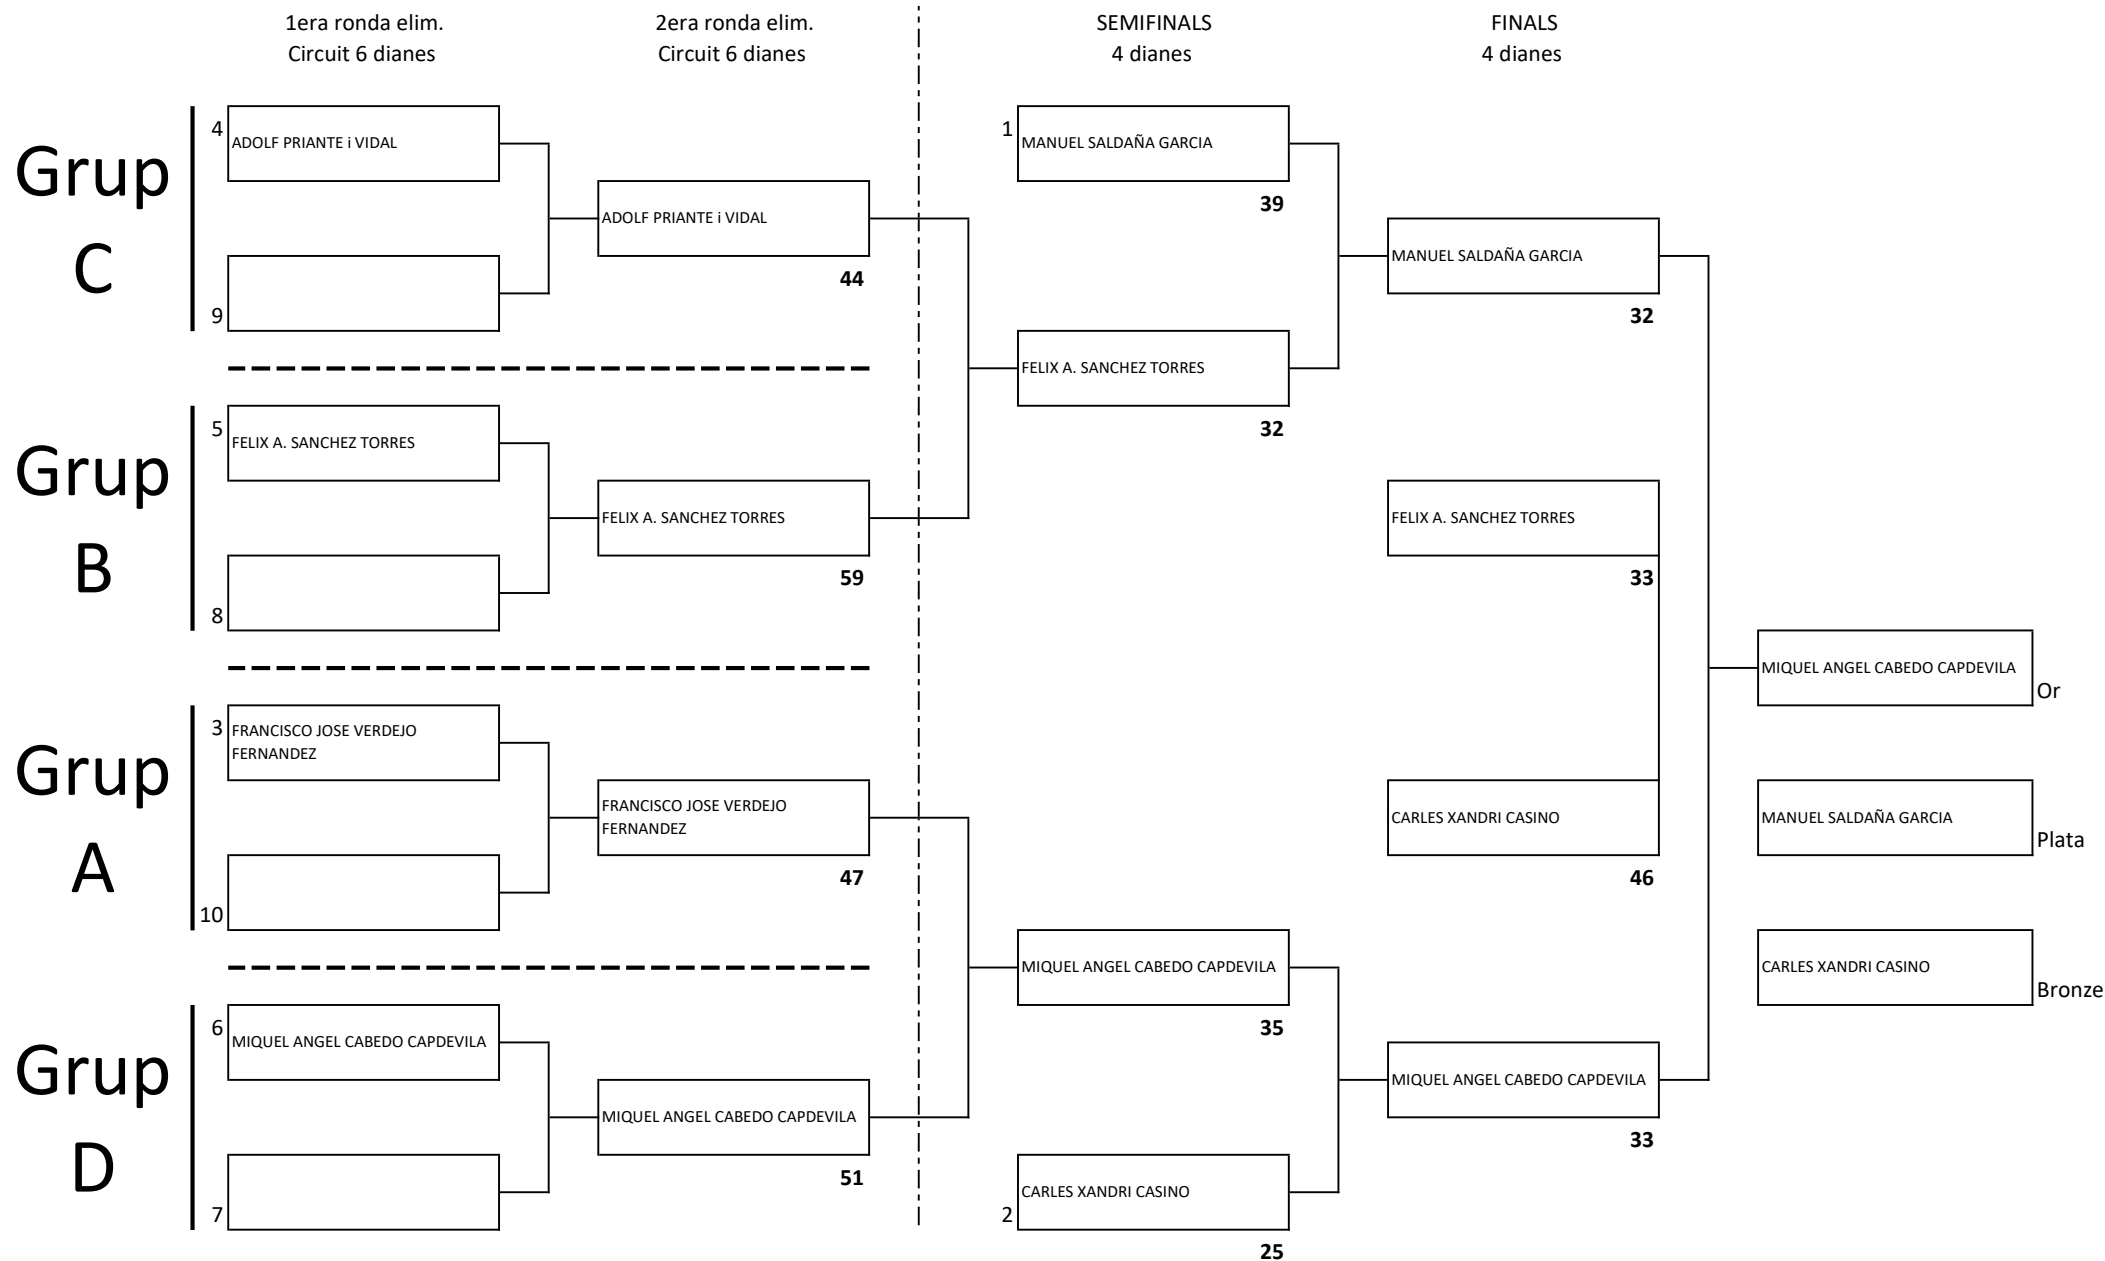 1era ronda elim.
Circuit 6 dianes
2era ronda elim.
Circuit 6 dianes
SEMIFINALS
4 dianes
FINALS
4 dianes
Grup
C
4
ADOLF PRIANTE i VIDAL
9
ADOLF PRIANTE i VIDAL
44
Grup
B
5
FELIX A. SANCHEZ TORRES
8
FELIX A. SANCHEZ TORRES
59
Grup
A
3
FRANCISCO JOSE VERDEJO
FERNANDEZ
10
FRANCISCO JOSE VERDEJO
FERNANDEZ
47
Grup
D
6
MIQUEL ANGEL CABEDO CAPDEVILA
7
MIQUEL ANGEL CABEDO CAPDEVILA
51
1
MANUEL SALDAÑA GARCIA
39
FELIX A. SANCHEZ TORRES
32
MIQUEL ANGEL CABEDO CAPDEVILA
35
2
CARLES XANDRI CASINO
25
MANUEL SALDAÑA GARCIA
32
FELIX A. SANCHEZ TORRES
33
CARLES XANDRI CASINO
46
MIQUEL ANGEL CABEDO CAPDEVILA
33
MIQUEL ANGEL CABEDO CAPDEVILA
Or
MANUEL SALDAÑA GARCIA
Plata
CARLES XANDRI CASINO
Bronze